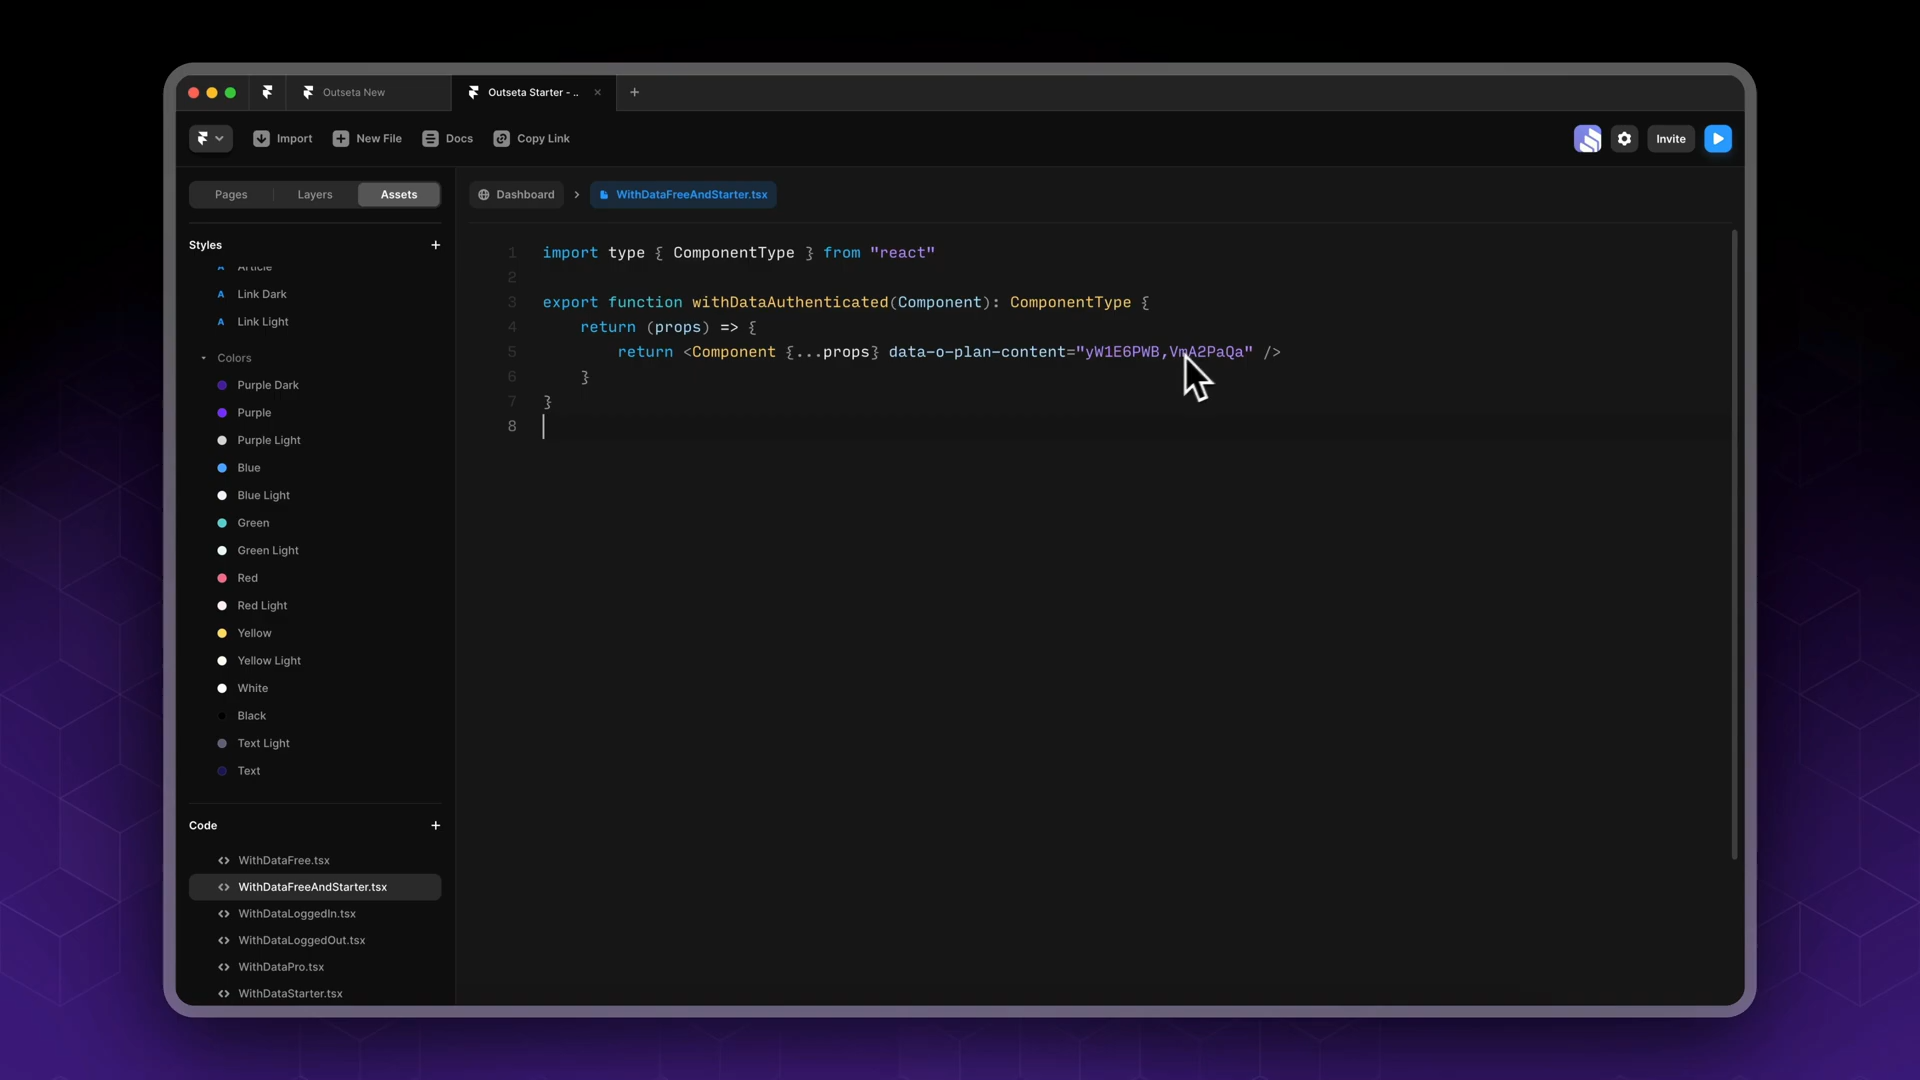 Outseta New
Outseta Starter - ..
Import
New File
Docs
Copy Link
Invite
Pages
Layers
Assets
Dashboard
WithDataFreeAndStarter.tsx
Styles
Article
Link Dark
Link Light
Colors
Purple Dark
Purple
Purple Light
Blue
Blue Light
Green
Green Light
Red
Red Light
Yellow
Yellow Light
White
Black
Text Light
Text
Code
WithDataFree.tsx
WithDataFreeAndStarter.tsx
WithDataLoggedIn.tsx
WithDataLoggedOut.tsx
WithDataPro.tsx
WithDataStarter.tsx
1 import type { ComponentType } from "react"
2
3 export function withDataAuthenticated(Component): ComponentType {
4 return (props) => {
5 return <Component {...props} data-o-plan-content="yW1E6PWB,VmA2PaQa" />
6 }
7 }
8